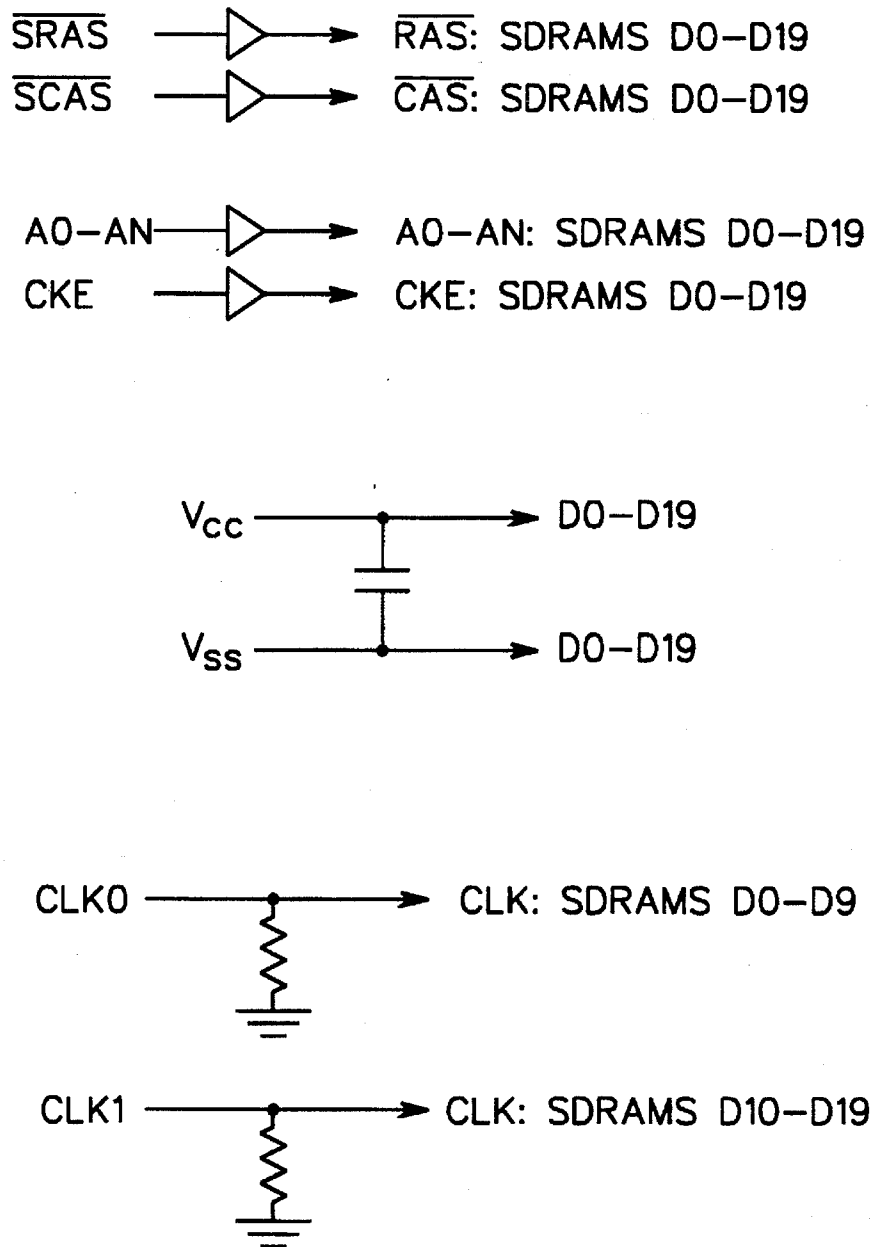 SRAS RAS: SDRAMS D0-D19
SCAS CAS: SDRAMS D0-D19
A0-AN A0-AN: SDRAMS D0-D19
CKE CKE: SDRAMS D0-D19
VCC D0-D19
VSS D0-D19
CLK0 CLK: SDRAMS D0-D9
CLK1 CLK: SDRAMS D10-D19